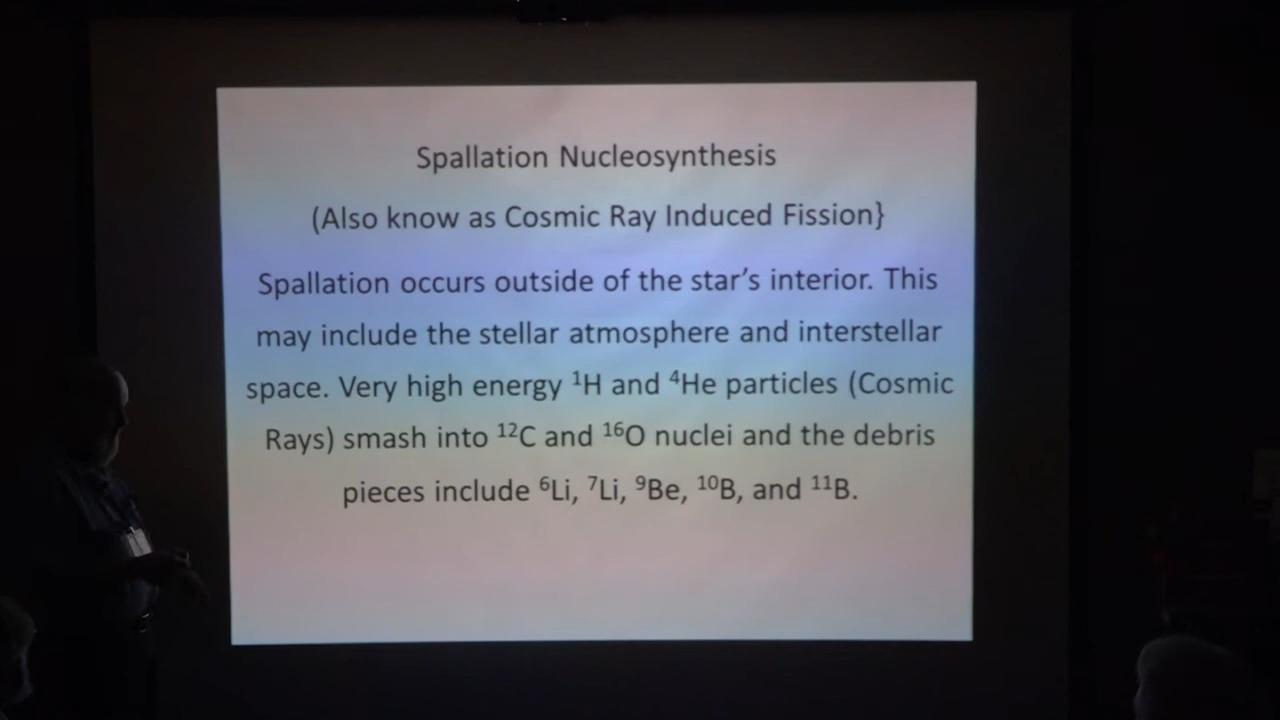 Spallation Nucleosynthesis
(Also know as Cosmic Ray Induced Fission}
Spallation occurs outside of the star's interior. This
may include the stellar atmosphere and interstellar
space. Very high energy ¹H and ⁴He particles (Cosmic
Rays) smash into ¹²C and ¹⁶O nuclei and the debris
pieces include ⁶Li, ⁷Li, ⁹Be, ¹⁰B, and ¹¹B.